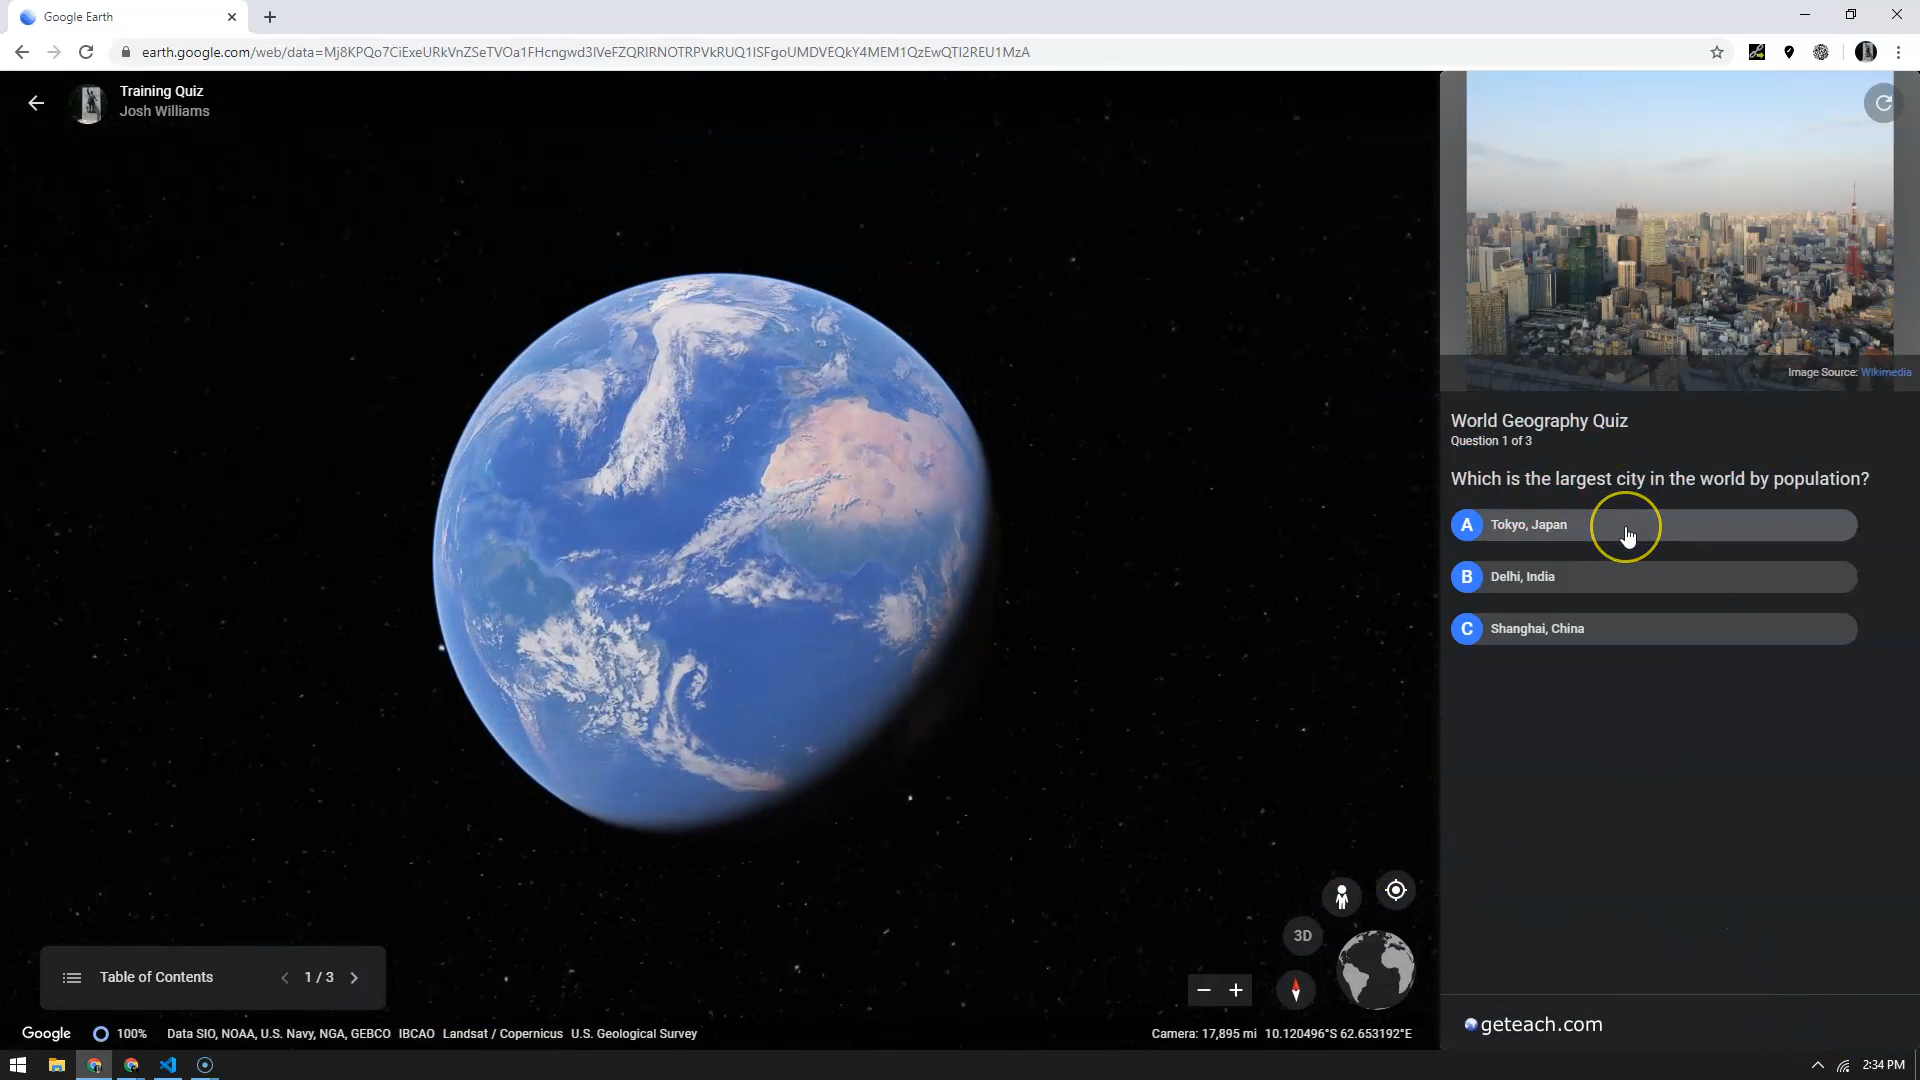 Google Earth
earth.google.com/web/data=Mj8KPQo7CiExeURkVnZSeTVOa1FHcngwd3lVeFZQRlRNOTRPVkRUQ1ISFgoUMDVEQkY4MEM1QzEwQTI2REU1MzA
Training Quiz
Josh Williams
Image Source: Wikimedia
World Geography Quiz
Question 1 of 3
Which is the largest city in the world by population?
A Tokyo, Japan
B Delhi, India
C Shanghai, China
3D
Table of Contents 1 / 3
Google 100% Data SIO, NOAA, U.S. Navy, NGA, GEBCO IBCAO Landsat / Copernicus U.S. Geological Survey
Camera: 17,895 mi 10.120496°S 62.653192°E
geteach.com
2:34 PM